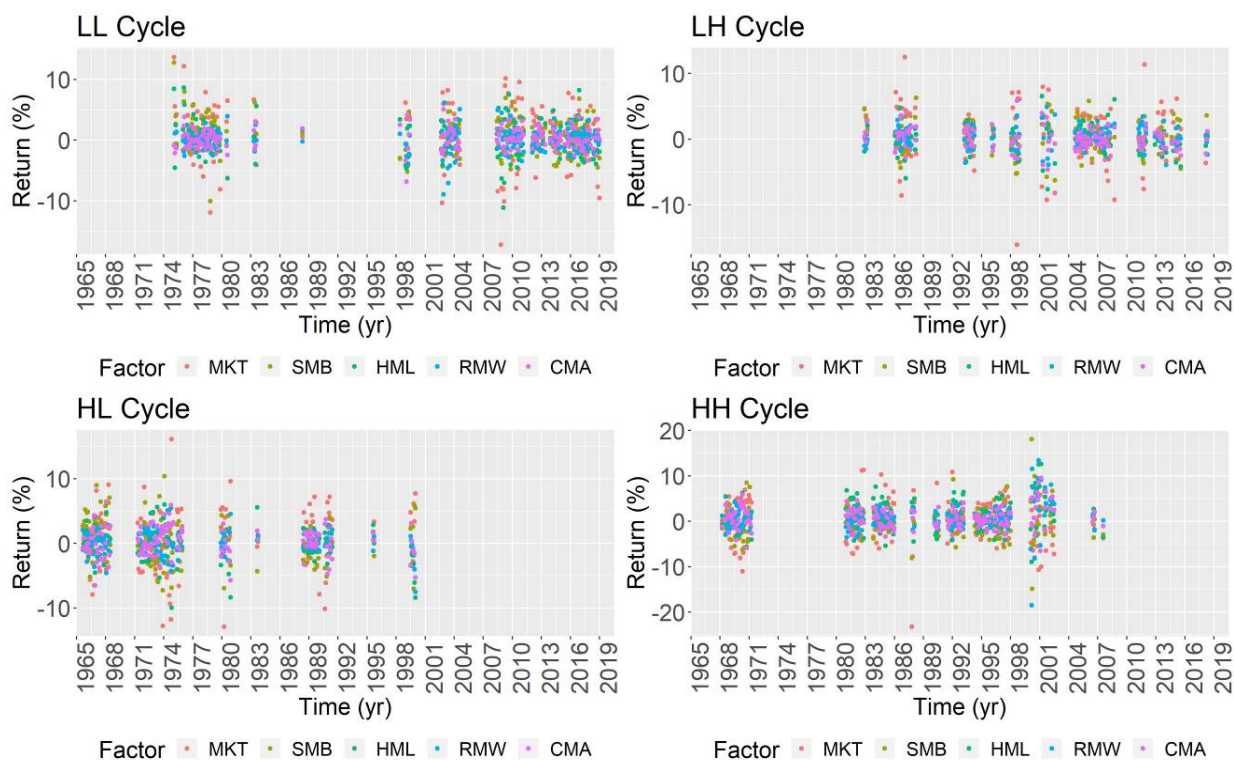 LL Cycle
Return (%)
10
0
-10
1965 1968 1971 1974 1977 1980 1983 1986 1989 1992 1995 1998 2001 2004 2007 2010 2013 2016 2019
Time (yr)
Factor MKT SMB HML RMW CMA
LH Cycle
Return (%)
10
0
-10
1965 1968 1971 1974 1977 1980 1983 1986 1989 1992 1995 1998 2001 2004 2007 2010 2013 2016 2019
Time (yr)
Factor MKT SMB HML RMW CMA
HL Cycle
Return (%)
10
0
-10
1965 1968 1971 1974 1977 1980 1983 1986 1989 1992 1995 1998 2001 2004 2007 2010 2013 2016 2019
Time (yr)
Factor MKT SMB HML RMW CMA
HH Cycle
Return (%)
20
10
0
-10
-20
1965 1968 1971 1974 1977 1980 1983 1986 1989 1992 1995 1998 2001 2004 2007 2010 2013 2016 2019
Time (yr)
Factor MKT SMB HML RMW CMA